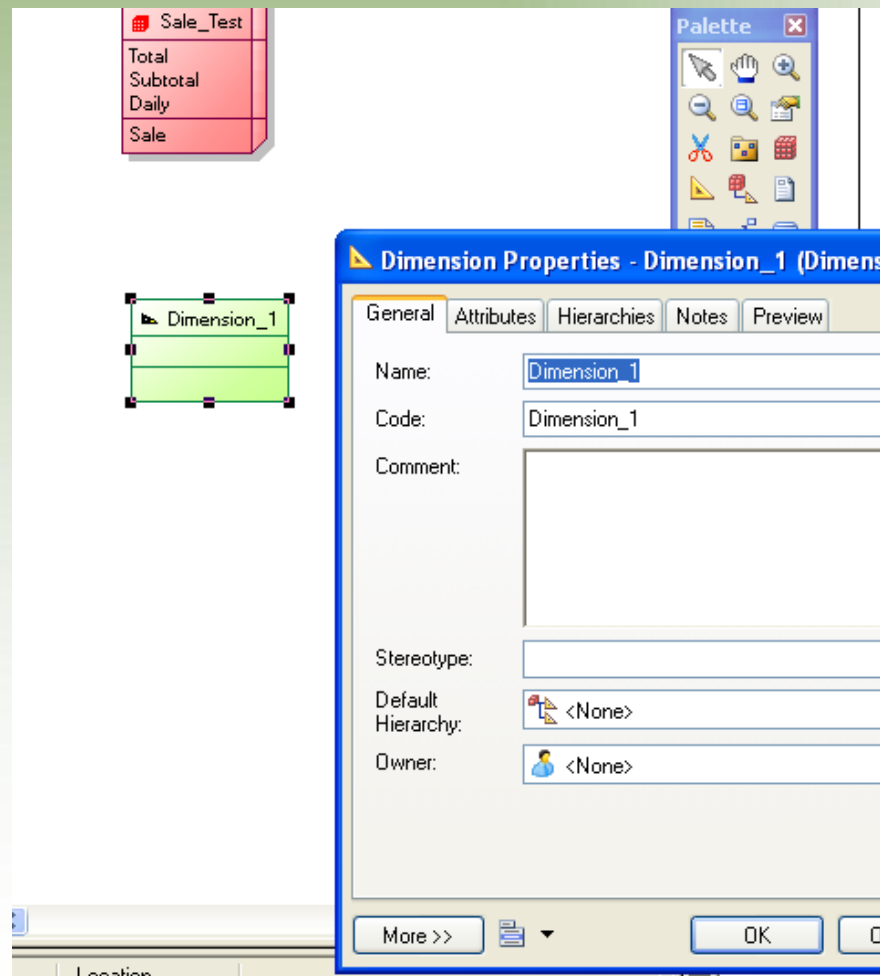 Sale_Test
Total
Subtotal
Daily
Sale
Palette
Dimension_1
Dimension Properties - Dimension_1 (Dimens
General Attributes Hierarchies Notes Preview
Name: Dimension_1
Code: Dimension_1
Comment:
Stereotype:
Default
Hierarchy: <None>
Owner: <None>
More >> OK
Location